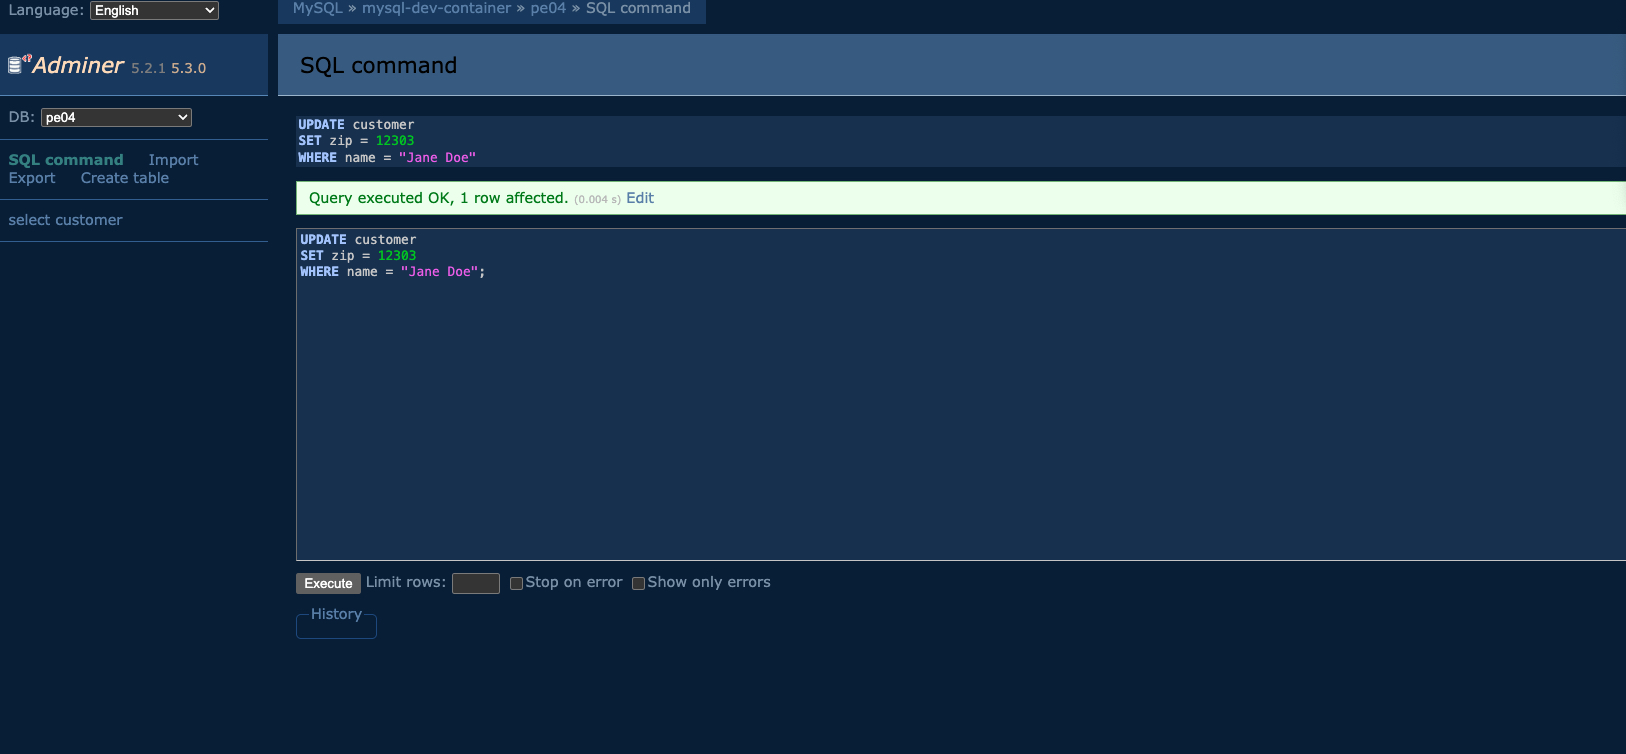 Language: English
MySQL » mysql-dev-container » pe04 » SQL command
Adminer 5.2.1 5.3.0
SQL command
DB: pe04
SQL command Import
Export Create table
select customer
UPDATE customer
SET zip = 12303
WHERE name = "Jane Doe"
Query executed OK, 1 row affected. (0.004 s) Edit
UPDATE customer
SET zip = 12303
WHERE name = "Jane Doe";
Execute Limit rows: Stop on error Show only errors
History